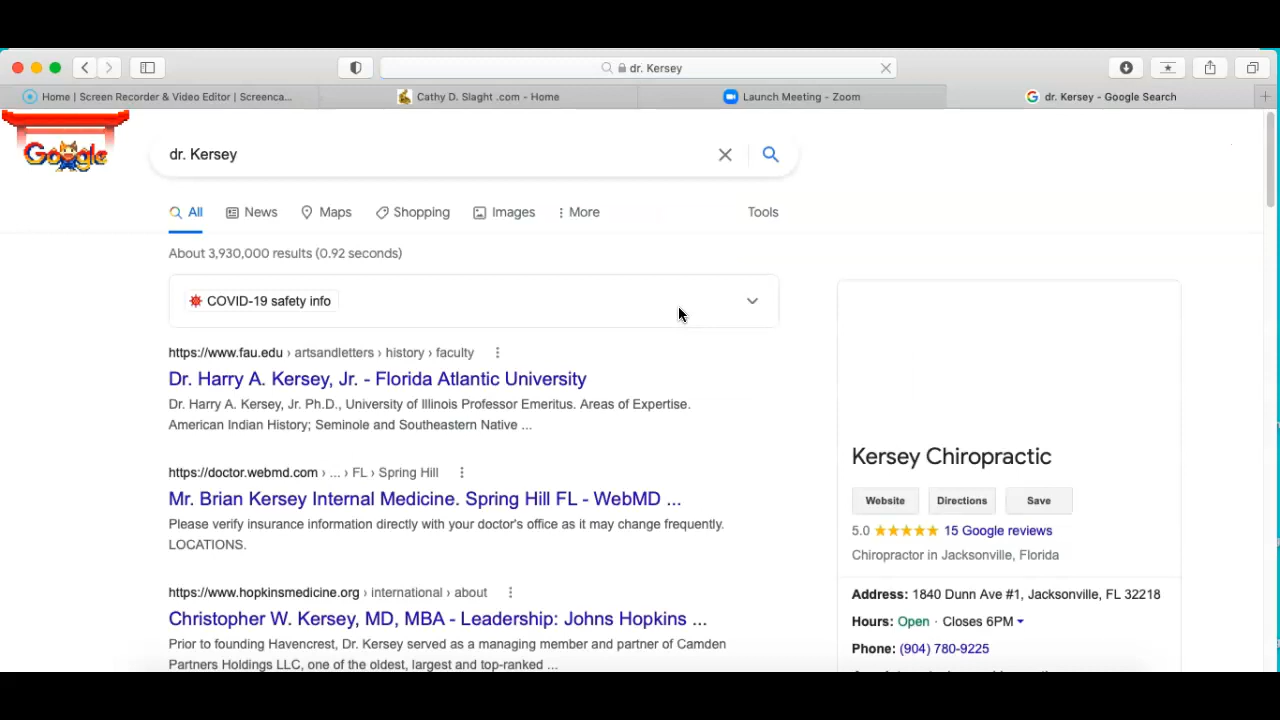 dr. Kersey
Home | Screen Recorder & Video Editor | Screenca...
Cathy D. Slaght .com - Home
Launch Meeting - Zoom
dr. Kersey - Google Search
Google
dr. Kersey
All
News
Maps
Shopping
Images
More
Tools
About 3,930,000 results (0.92 seconds)
COVID-19 safety info
https://www.fau.edu › artsandletters › history › faculty
Dr. Harry A. Kersey, Jr. - Florida Atlantic University
Dr. Harry A. Kersey, Jr. Ph.D., University of Illinois Professor Emeritus. Areas of Expertise.
American Indian History; Seminole and Southeastern Native ...
https://doctor.webmd.com › ... › FL › Spring Hill
Mr. Brian Kersey Internal Medicine. Spring Hill FL - WebMD ...
Please verify insurance information directly with your doctor's office as it may change frequently.
LOCATIONS.
https://www.hopkinsmedicine.org › international › about
Christopher W. Kersey, MD, MBA - Leadership: Johns Hopkins ...
Prior to founding Havencrest, Dr. Kersey served as a managing member and partner of Camden
Partners Holdings LLC, one of the oldest, largest and top-ranked ...
Kersey Chiropractic
Website
Directions
Save
5.0 ★★★★★ 15 Google reviews
Chiropractor in Jacksonville, Florida
Address: 1840 Dunn Ave #1, Jacksonville, FL 32218
Hours: Open · Closes 6PM
Phone: (904) 780-9225